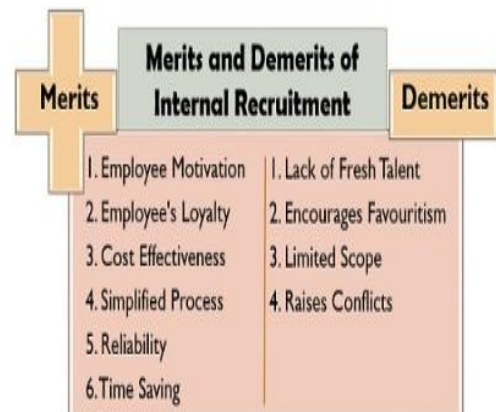 Merits and Demerits of
Internal Recruitment
Merits
Demerits
1. Employee Motivation
2. Employee's Loyalty
3. Cost Effectiveness
4. Simplified Process
5. Reliability
6. Time Saving
1. Lack of Fresh Talent
2. Encourages Favouritism
3. Limited Scope
4. Raises Conflicts